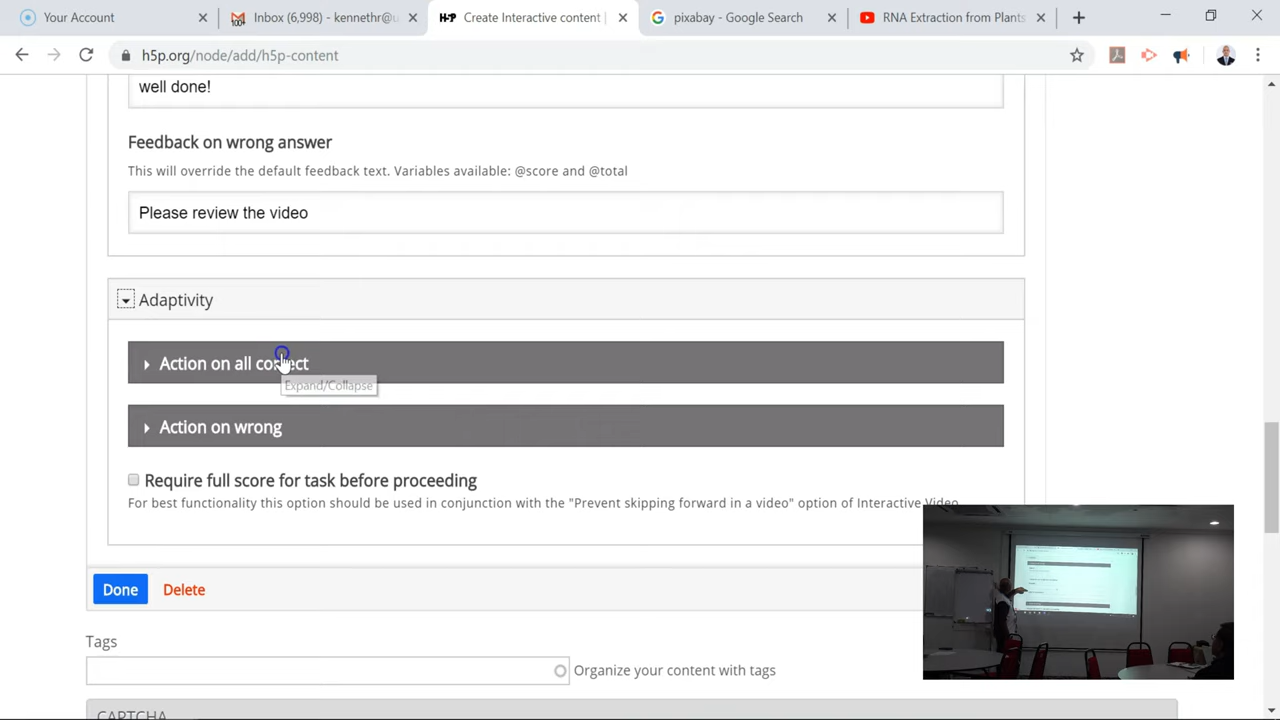 Your Account
Inbox (6,998) - kennethr@u
H5P Create Interactive content |
pixabay - Google Search
RNA Extraction from Plants
h5p.org/node/add/h5p-content
well done!
Feedback on wrong answer
This will override the default feedback text. Variables available: @score and @total
Please review the video
Adaptivity
Action on all correct
Expand/Collapse
Action on wrong
Require full score for task before proceeding
For best functionality this option should be used in conjunction with the "Prevent skipping forward in a video" option of Interactive Video.
Done Delete
Tags
Organize your content with tags
CAPTCHA